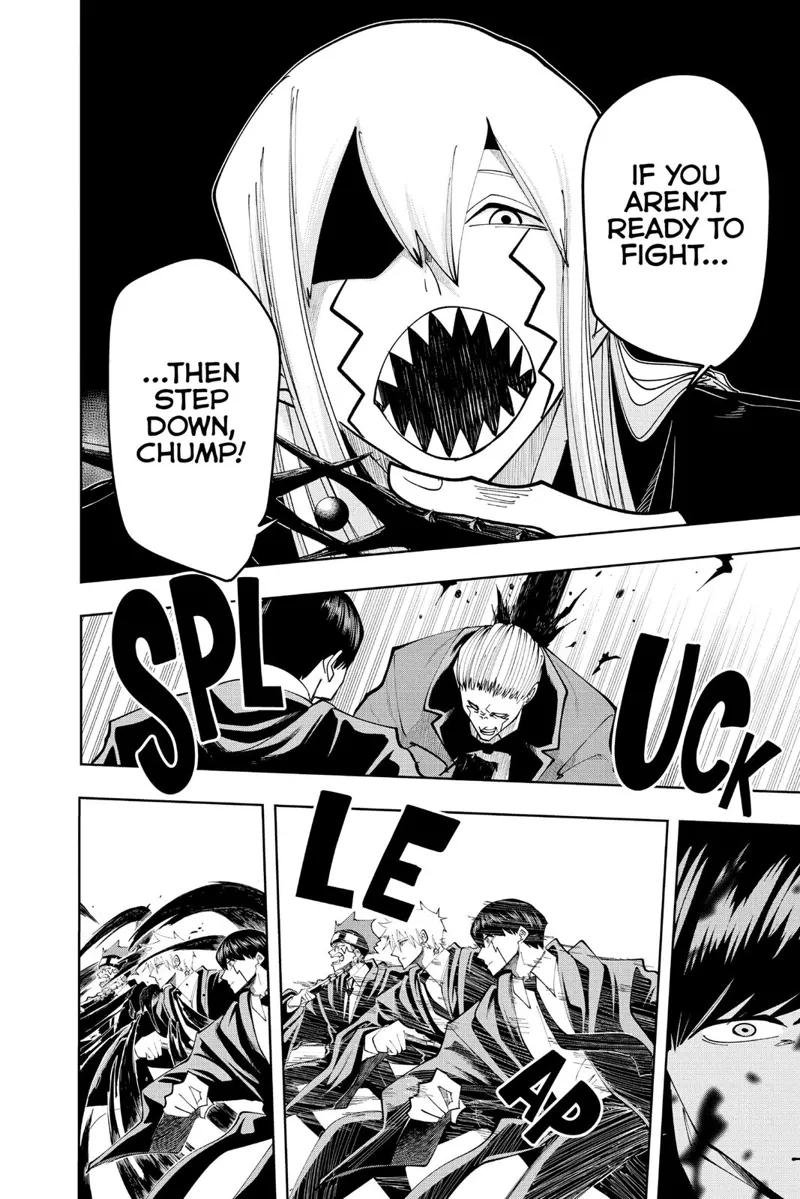 IF YOU
AREN'T
READY TO
FIGHT...
...THEN
STEP
DOWN,
CHUMP!
SPL
UCK
LE
AP